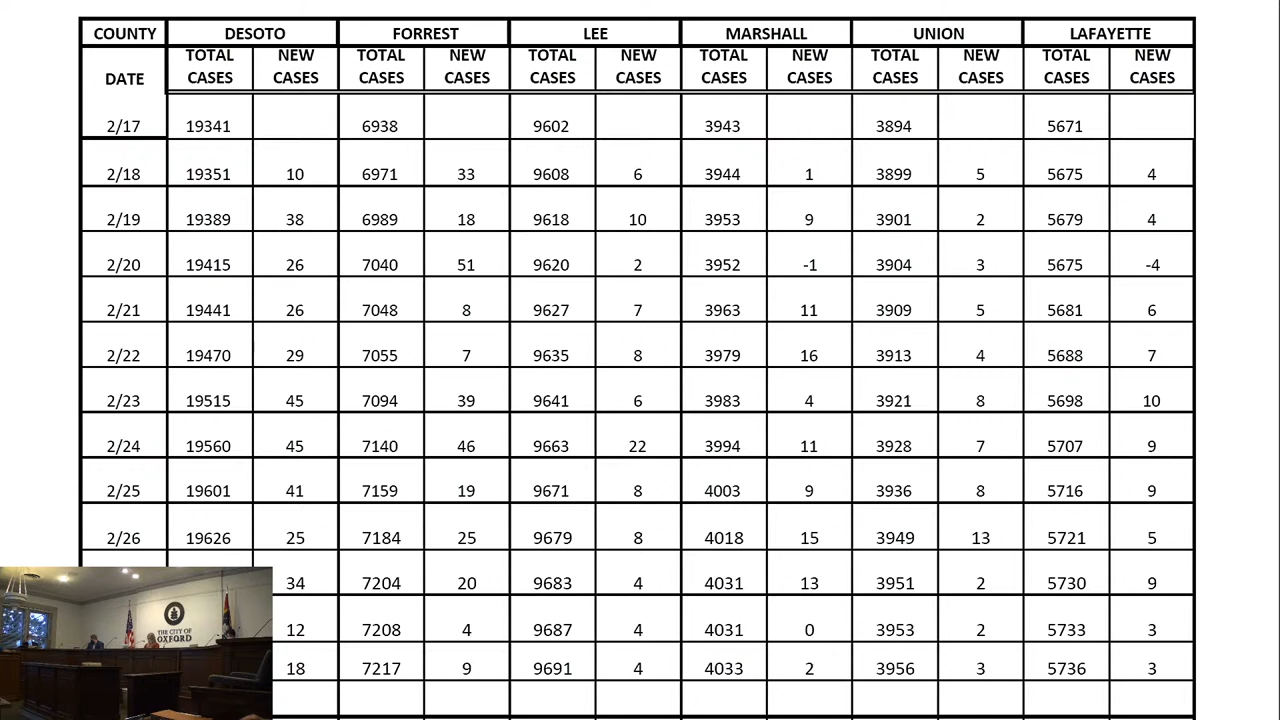 COUNTY DESOTO FORREST LEE MARSHALL UNION LAFAYETTE
DATE TOTAL CASES NEW CASES TOTAL CASES NEW CASES TOTAL CASES NEW CASES TOTAL CASES NEW CASES TOTAL CASES NEW CASES TOTAL CASES NEW CASES
2/17 19341 6938 9602 3943 3894 5671
2/18 19351 10 6971 33 9608 6 3944 1 3899 5 5675 4
2/19 19389 38 6989 18 9618 10 3953 9 3901 2 5679 4
2/20 19415 26 7040 51 9620 2 3952 -1 3904 3 5675 -4
2/21 19441 26 7048 8 9627 7 3963 11 3909 5 5681 6
2/22 19470 29 7055 7 9635 8 3979 16 3913 4 5688 7
2/23 19515 45 7094 39 9641 6 3983 4 3921 8 5698 10
2/24 19560 45 7140 46 9663 22 3994 11 3928 7 5707 9
2/25 19601 41 7159 19 9671 8 4003 9 3936 8 5716 9
2/26 19626 25 7184 25 9679 8 4018 15 3949 13 5721 5
34 7204 20 9683 4 4031 13 3951 2 5730 9
12 7208 4 9687 4 4031 0 3953 2 5733 3
18 7217 9 9691 4 4033 2 3956 3 5736 3
THE CITY OF
OXFORD